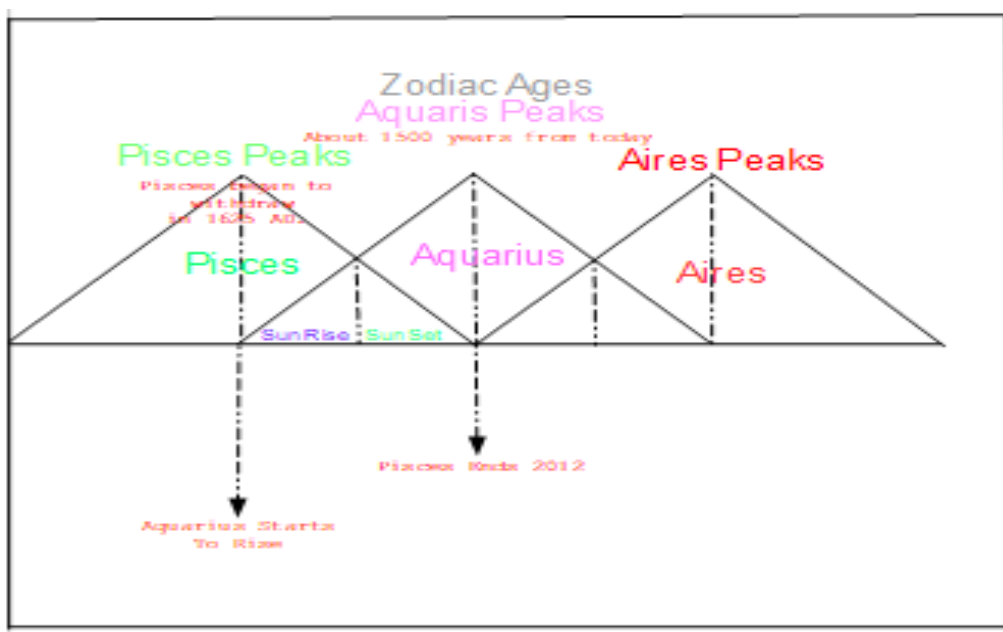 Zodiac Ages
Aquaris Peaks
About 1500 years from today
Pisces Peaks
Aires Peaks
Pisces began to
withdraw
in 1625 AD.
Pisces
Aquarius
Aires
SunRise
SunSet
Pisces Ends 2012
Aquarius Starts
To Rise